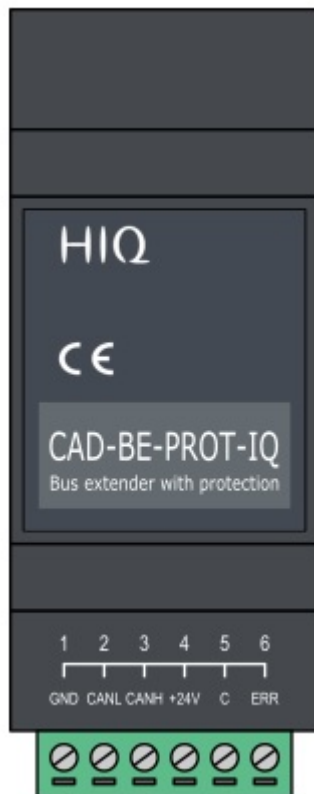 HIQ
CE
CAD-BE-PROT-IQ
Bus extender with protection
1 2 3 4 5 6
GND CANL CANH +24V C ERR